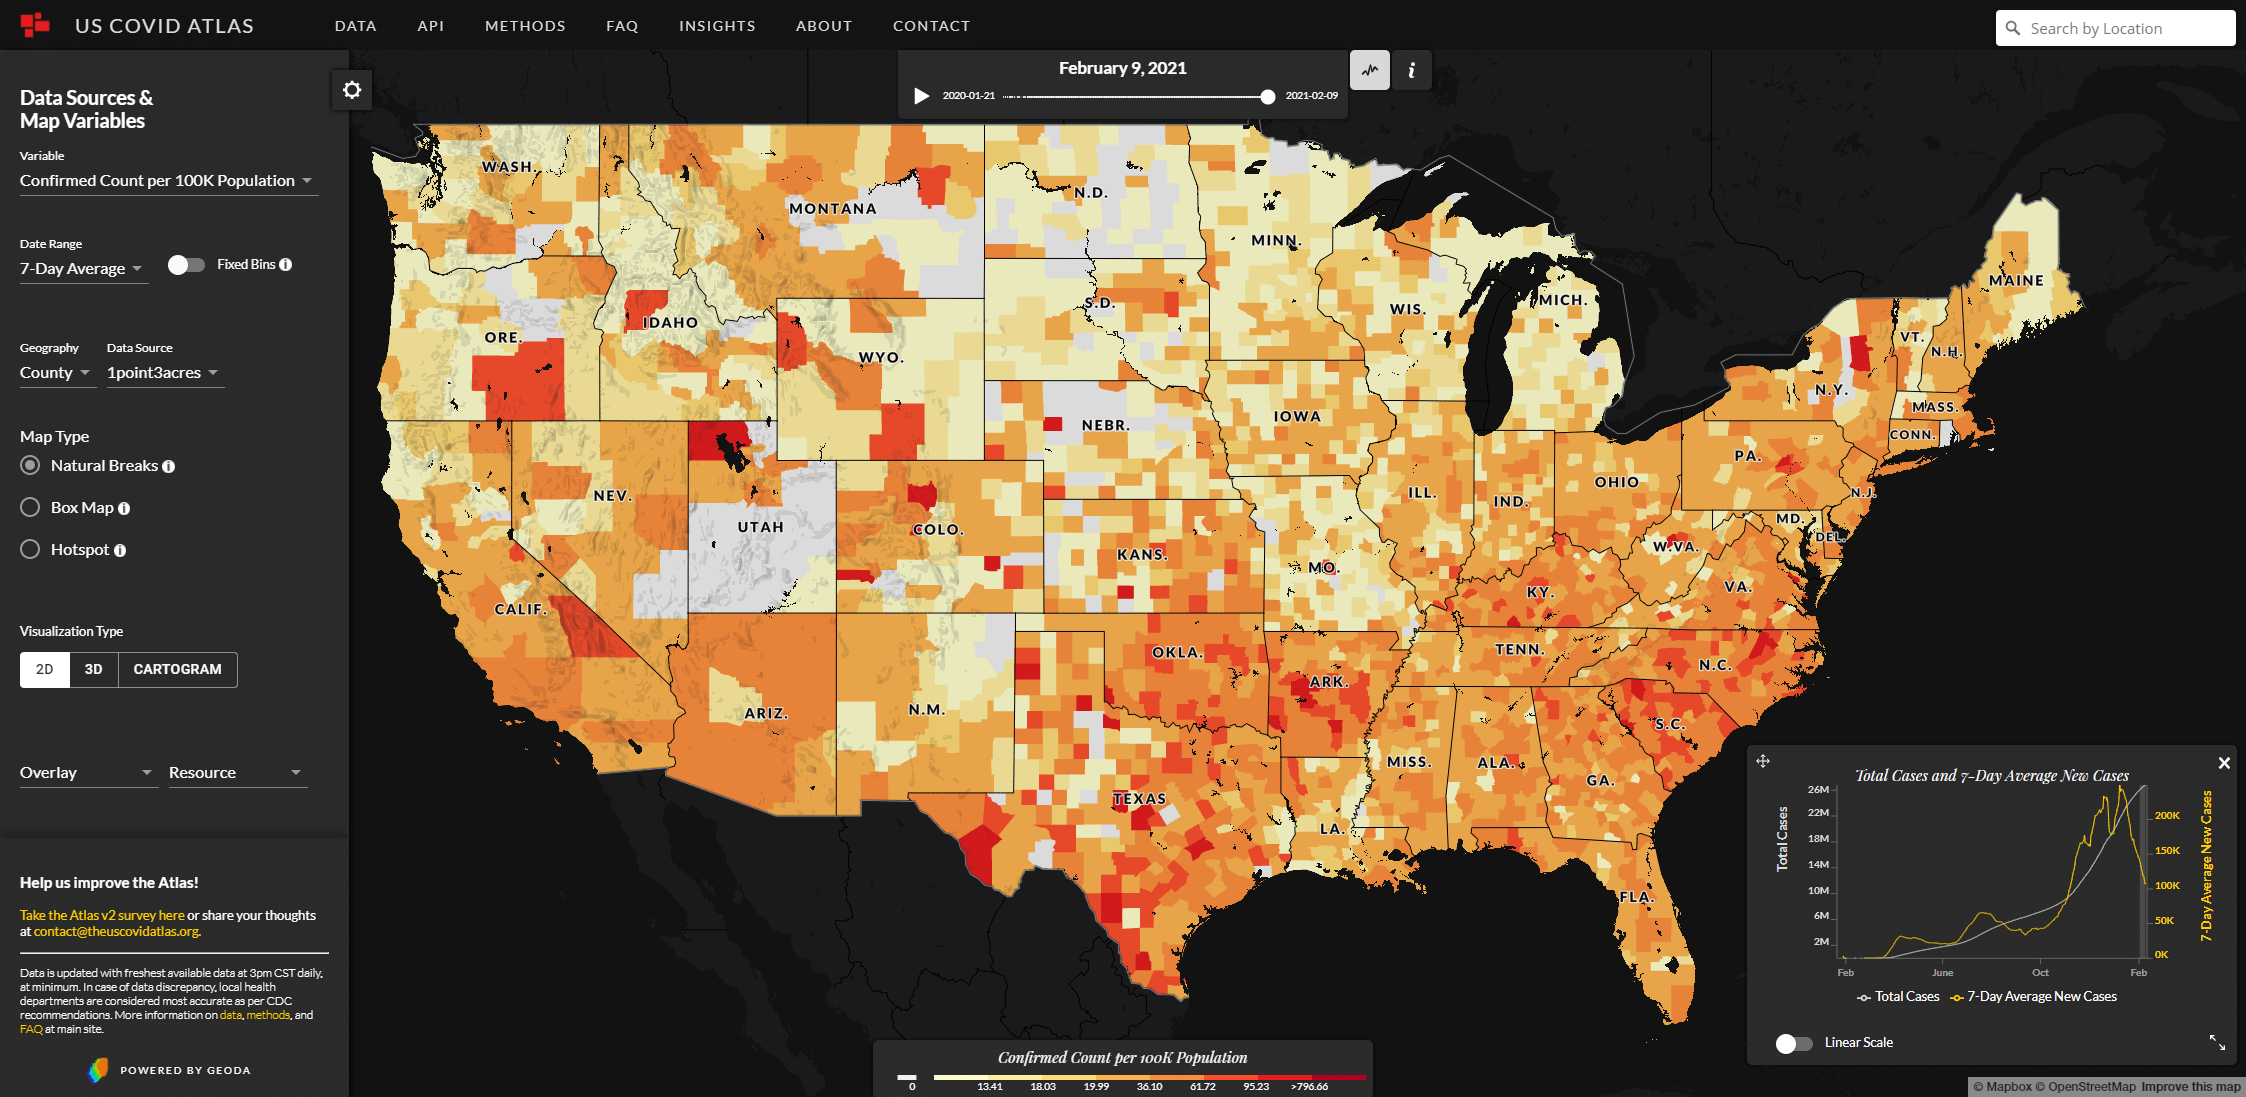 US COVID ATLAS
DATA
API
METHODS
FAQ
INSIGHTS
ABOUT
CONTACT
Search by Location
Data Sources &
Map Variables
Variable
Confirmed Count per 100K Population
Date Range
7-Day Average
Fixed Bins
Geography
County
Data Source
1point3acres
Map Type
Natural Breaks
Box Map
Hotspot
Visualization Type
2D
3D
CARTOGRAM
Overlay
Resource
Help us improve the Atlas!
Take the Atlas v2 survey here or share your thoughts
at contact@theuscovidatlas.org.
Data is updated with freshest available data at 3pm CST daily,
at minimum. In case of data discrepancy, local health
departments are considered most accurate as per CDC
recommendations. More information on data, methods, and
FAQ at main site.
POWERED BY GEODA
February 9, 2021
2020-01-21
2021-02-09
i
WASH.
MONTANA
N.D.
MINN.
MAINE
ORE.
IDAHO
WYO.
S.D.
WIS.
MICH.
VT.
N.H.
N.Y.
MASS.
CONN.
NEBR.
IOWA
PA.
N.J.
NEV.
UTAH
COLO.
KANS.
MO.
ILL.
IND.
OHIO
MD.
DEL.
W.VA.
VA.
KY.
CALIF.
ARIZ.
N.M.
OKLA.
ARK.
TENN.
N.C.
S.C.
TEXAS
LA.
MISS.
ALA.
GA.
FLA.
Confirmed Count per 100K Population
0
13.41
18.03
19.99
36.10
61.72
95.23
>796.66
Total Cases and 7-Day Average New Cases
Total Cases
26M
22M
18M
14M
10M
6M
2M
200K
150K
100K
50K
0K
7-Day Average New Cases
Feb
June
Oct
Feb
Total Cases
7-Day Average New Cases
Linear Scale
© Mapbox © OpenStreetMap Improve this map